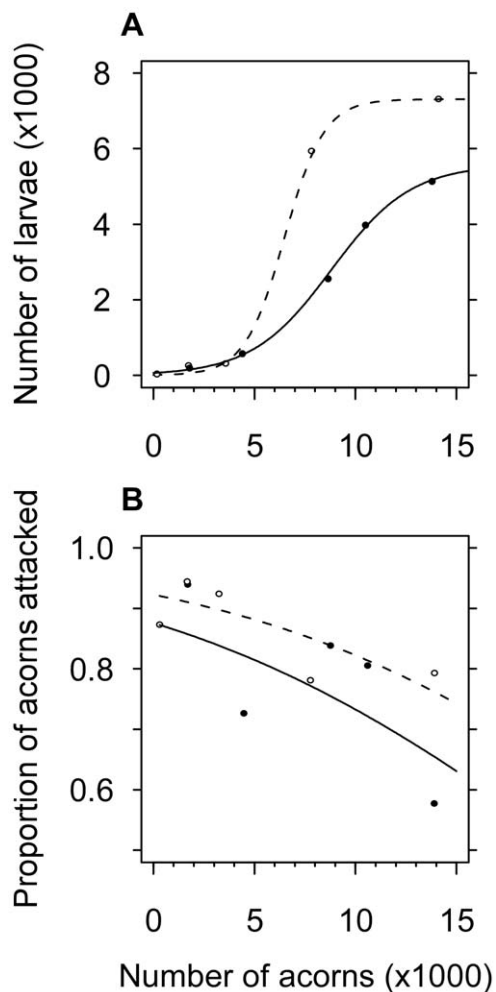 A
Number of larvae (x1000)
8
6
4
2
0
0 5 10 15
B
Proportion of acorns attacked
1.0
0.8
0.6
0 5 10 15
Number of acorns (x1000)